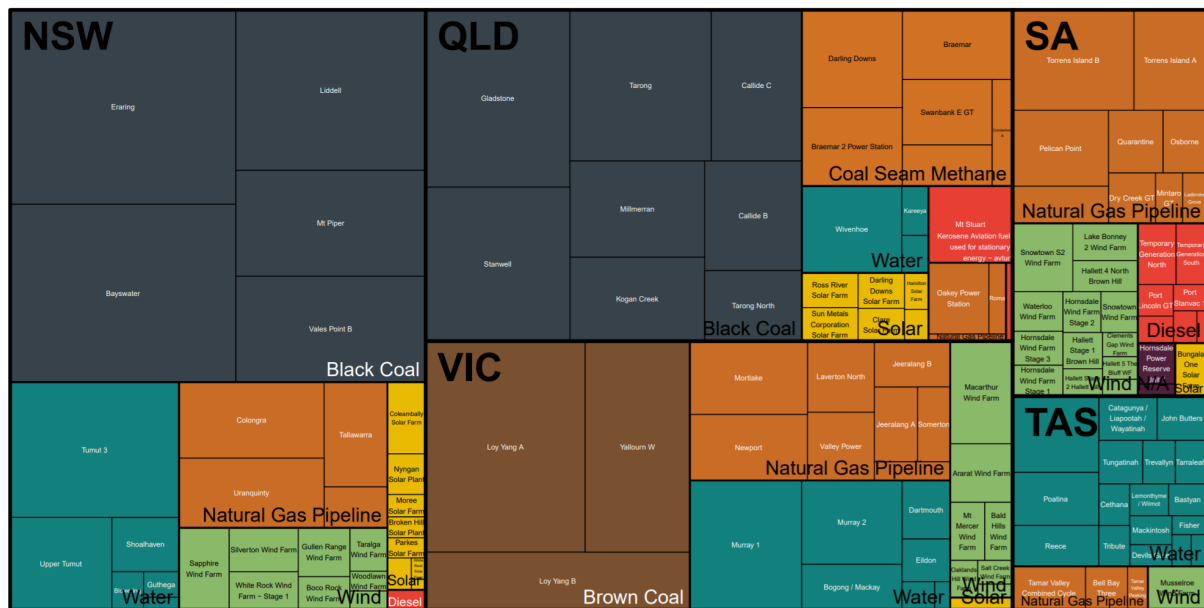 NSW
Eraring
Liddell
Bayswater
Mt Piper
Vales Point B
Black Coal
Tumut 3
Upper Tumut
Shoalhaven
Guthega
Water
Colongra
Tallawarra
Uranquinty
Natural Gas Pipeline
Sapphire
Wind Farm
Silverton Wind Farm
White Rock Wind
Farm - Stage 1
Gullen Range
Wind Farm
Boco Rock
Wind Farm
Taralga
Wind Farm
Woodlawn
Wind Farm
Wind
Coleambally
Solar Farm
Nyngan
Solar Plant
Moree
Solar Farm
Broken Hill
Solar Plant
Parkes
Solar Farm
Solar
Diesel
QLD
Gladstone
Tarong
Callide C
Stanwell
Millmerran
Callide B
Kogan Creek
Tarong North
Black Coal
Darling Downs
Braemar
Braemar 2 Power Station
Swanbank E GT
Coal Seam Methane
Wivenhoe
Kareeya
Water
Mt Stuart
Kerosene Aviation fuel
used for stationary
energy - avtur
Ross River
Solar Farm
Darling
Downs
Solar Farm
Hamilton
Solar
Farm
Sun Metals
Corporation
Solar Farm
Clare
Solar
Solar
Oakey Power
Station
Roma
Natural Gas Pipeline
VIC
Loy Yang A
Yallourn W
Loy Yang B
Brown Coal
Mortlake
Laverton North
Jeeralang B
Newport
Valley Power
Jeeralang A
Somerton
Natural Gas Pipeline
Murray 1
Murray 2
Dartmouth
Bogong / Mackay
Eildon
Water
Macarthur
Wind Farm
Ararat Wind Farm
Mt
Mercer
Wind
Farm
Bald
Hills
Wind
Farm
Oaklands
Hill Wind
Salt Creek
Wind Farm
Wind
Solar
SA
Torrens Island B
Torrens Island A
Pelican Point
Quarantine
Osborne
Dry Creek GT
Mintaro
GT
Ladbroke
Grove
Natural Gas Pipeline
Snowtown S2
Wind Farm
Lake Bonney
2 Wind Farm
Hallett 4 North
Brown Hill
Waterloo
Wind Farm
Hornsdale
Wind Farm
Stage 2
Snowtown
Wind Farm
Hornsdale
Wind Farm
Stage 3
Hallett
Stage 1
Brown Hill
Clements
Gap Wind
Farm
Hornsdale
Wind Farm
Stage 1
Hallett 5 The
Bluff WF
2 Hallett Hill
Wind
Temporary
Generation
North
Temporary
Generation
South
Port
Lincoln GT
Port
Stanvac 1
Diesel
Hornsdale
Power
Reserve
N/A
Bungala
One
Solar
Solar
TAS
Catagunya /
Liapootah /
Wayatinah
John Butters
Poatina
Tungatinah
Trevallyn
Tarraleah
Cethana
Lemonthyme
/ Wilmot
Bastyan
Reece
Tribute
Mackintosh
Fisher
Devils
Water
Tamar Valley
Combined Cycle
Bell Bay
Three
Tamar
Valley
Natural Gas Pipeline
Musselroe
Wind